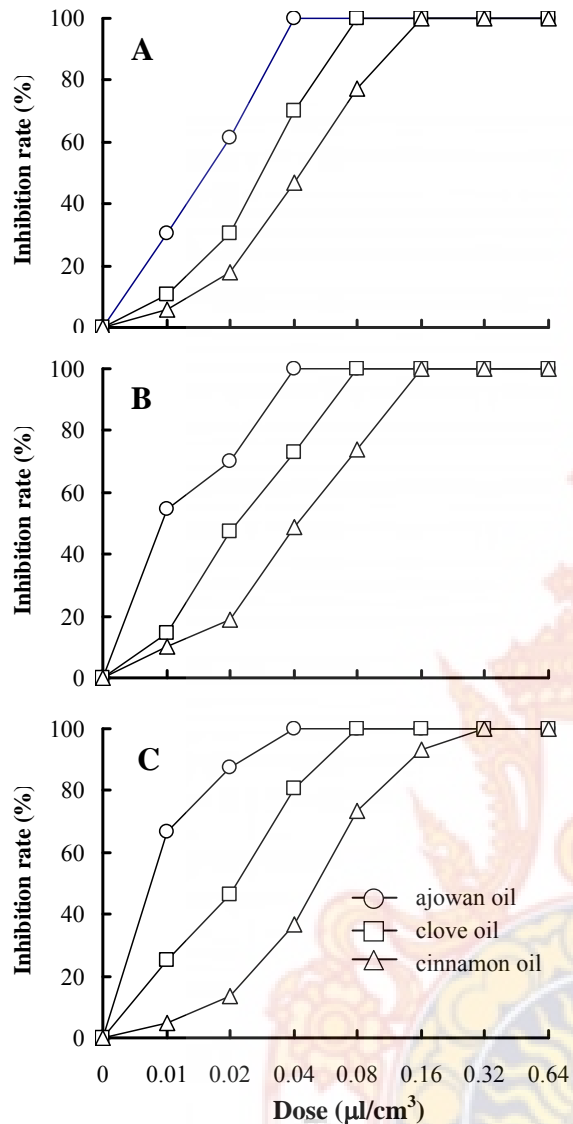 A
Inhibition rate (%)
100
80
60
40
20
0
B
Inhibition rate (%)
100
80
60
40
20
0
C
Inhibition rate (%)
100
80
60
40
20
0
ajowan oil
clove oil
cinnamon oil
0 0.01 0.02 0.04 0.08 0.16 0.32 0.64
Dose (µl/cm³)